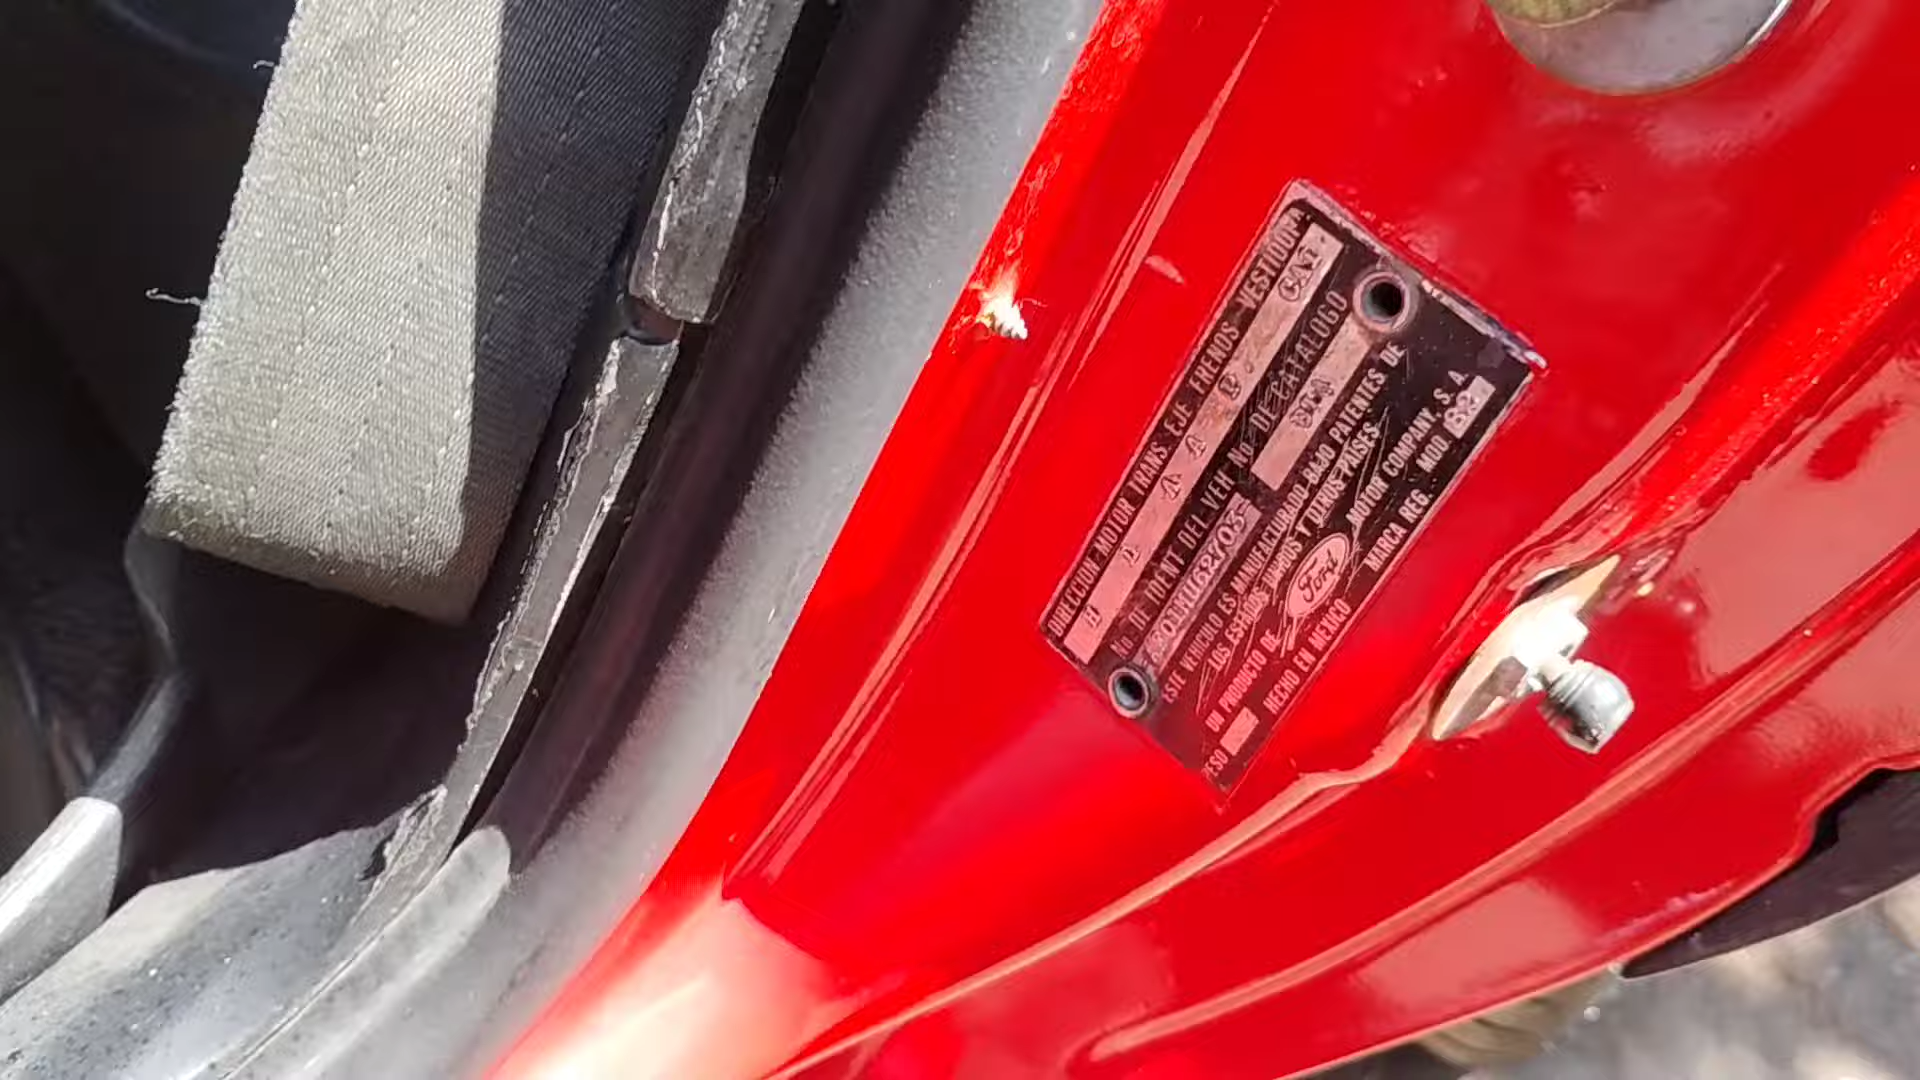 DIRECCION MOTOR TRANS. EJE FRENOS VESTIDURA
No. DE IDENT DEL VEH No. DE CATALOGO
ESTE VEHICULO ES MANUFACTURADO BAJO PATENTES DE
LOS ESTADOS UNIDOS Y OTROS PAISES
UN PRODUCTO DE Ford MOTOR COMPANY, S. A.
HECHO EN MEXICO MARCA REG. MOD. 82
PESO